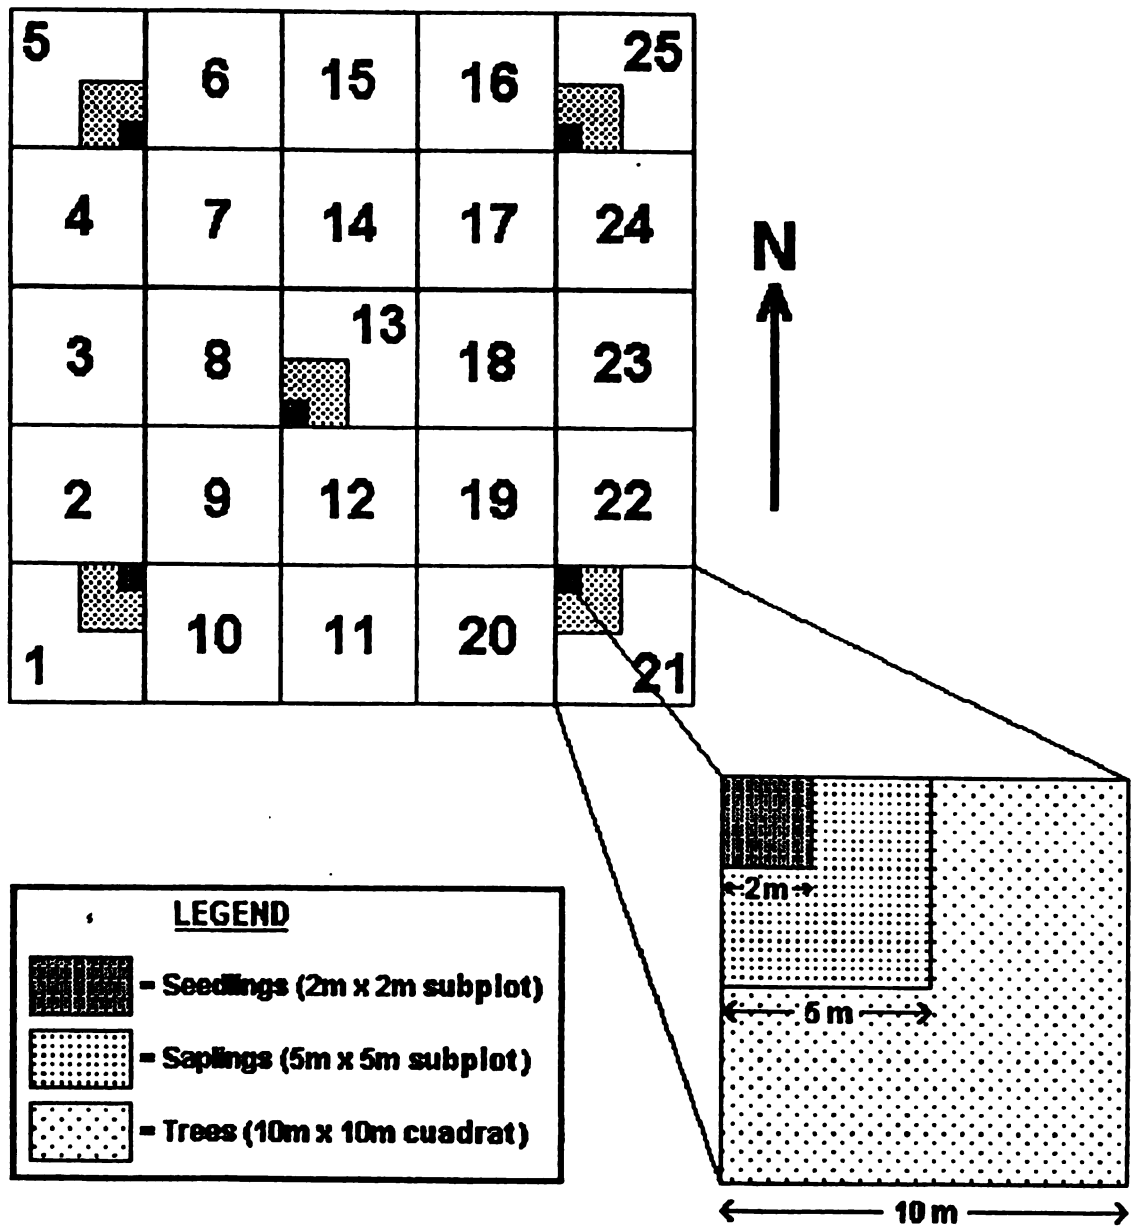 5 6 15 16 25
4 7 14 17 24
3 8 13 18 23
2 9 12 19 22
1 10 11 20 21
N
2m
5 m
10 m
LEGEND
= Seedlings (2m x 2m subplot)
= Saplings (5m x 5m subplot)
= Trees (10m x 10m cuadrat)